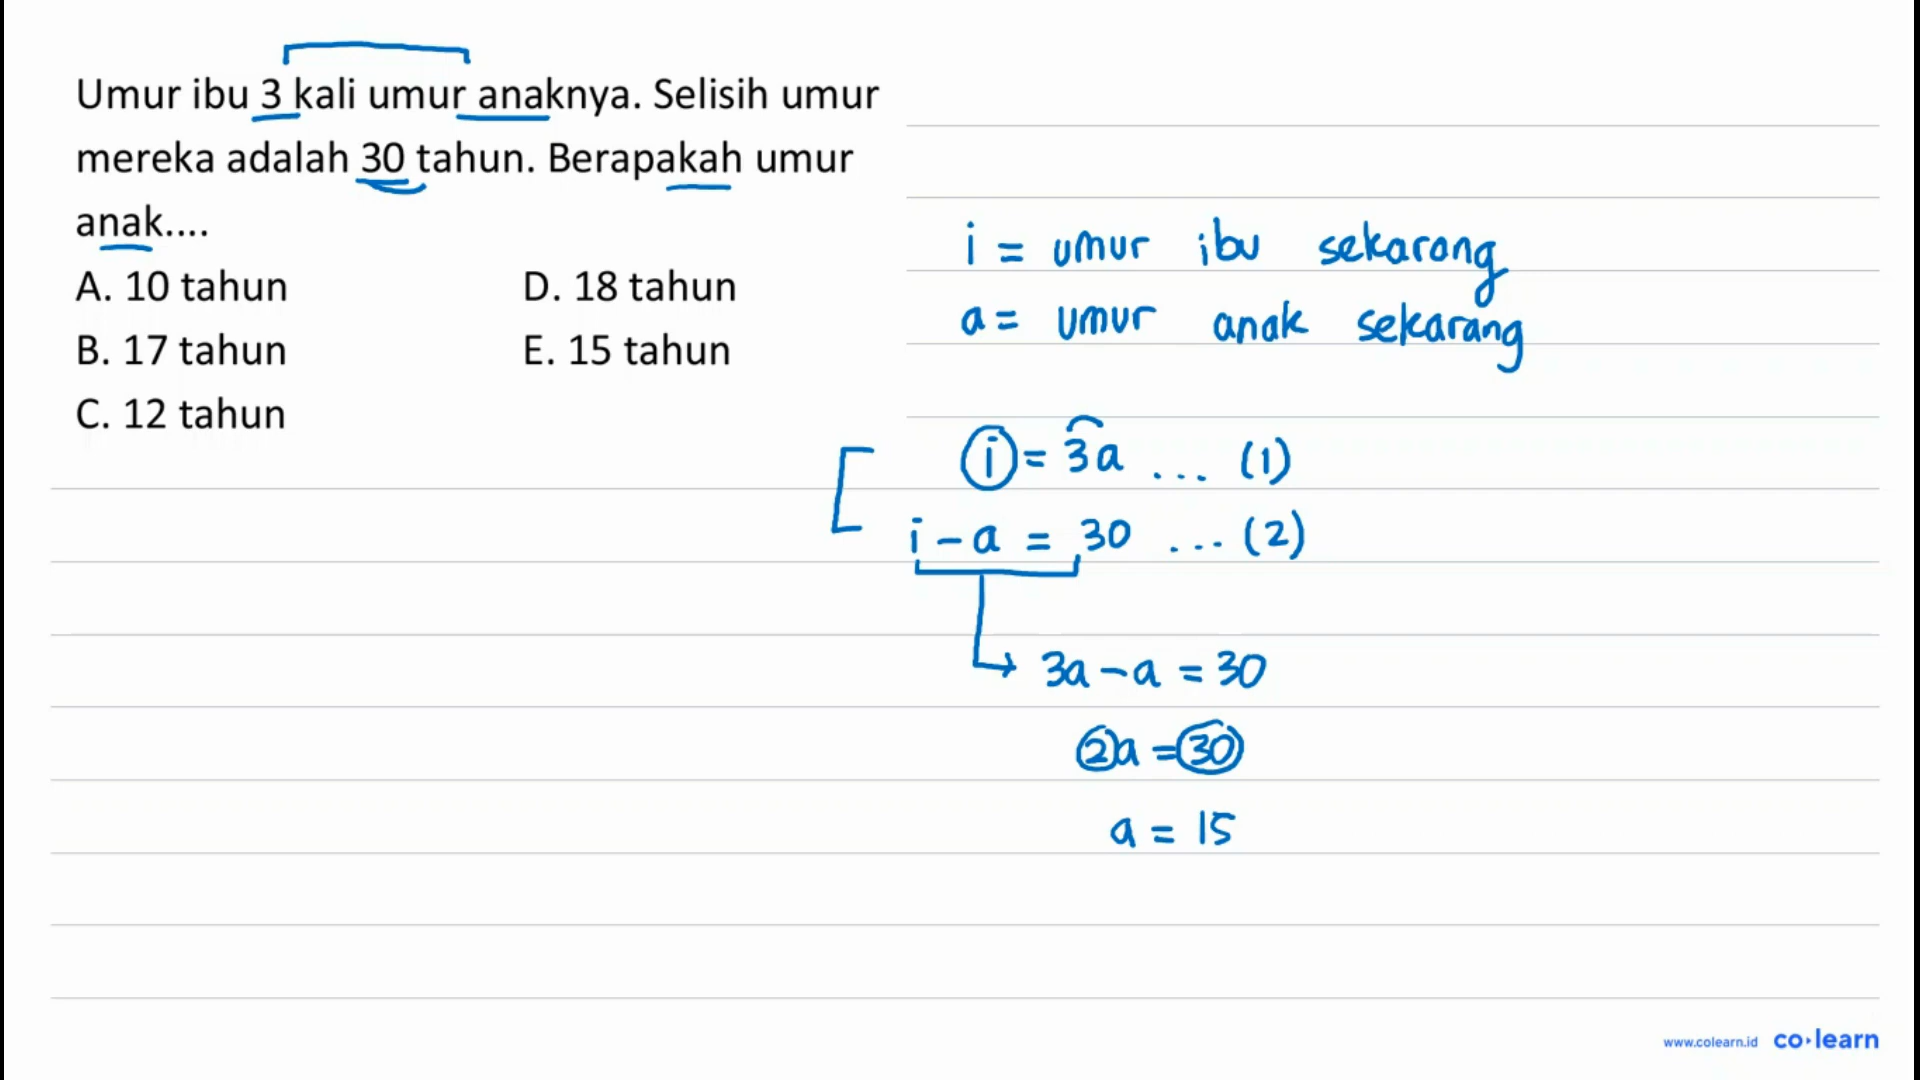 Umur ibu 3 kali umur anaknya. Selisih umur
mereka adalah 30 tahun. Berapakah umur
anak....
A. 10 tahun
D. 18 tahun
B. 17 tahun
E. 15 tahun
C. 12 tahun
i = umur ibu sekarang
a = umur anak sekarang
i = 3a ... (1)
i - a = 30 ... (2)
3a - a = 30
2a = 30
a = 15
www.colearn.id co·learn